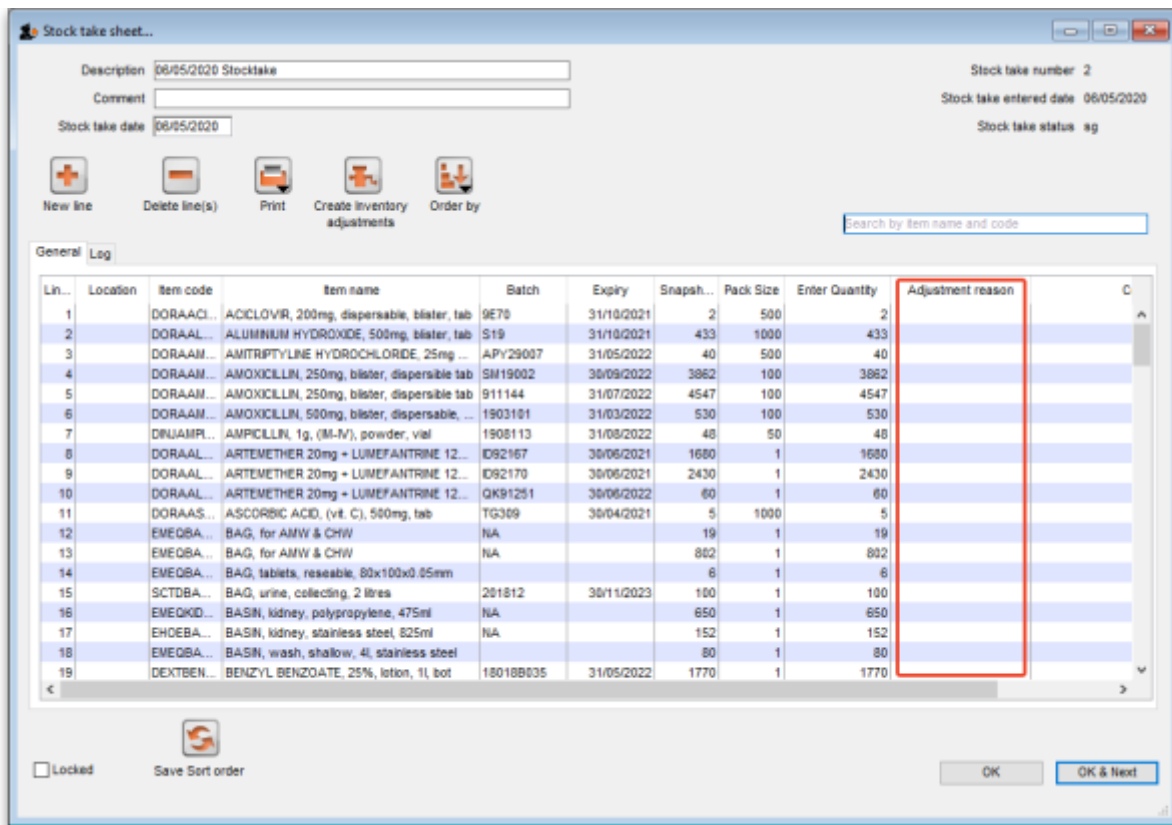 Stock take sheet...
Description 06/05/2020 Stocktake
Stock take number 2
Comment
Stock take entered date 06/05/2020
Stock take date 06/05/2020
Stock take status sg
New line Delete line(s) Print Create Inventory adjustments Order by
Search by item name and code
General Log
Lin... Location Item code Item name Batch Expiry Snapsh... Pack Size Enter Quantity Adjustment reason C
1 DORAACI... ACICLOVIR, 200mg, dispersable, blister, tab 9E70 31/10/2021 2 500 2
2 DORAAL... ALUMINIUM HYDROXIDE, 500mg, blister, tab S19 31/10/2021 433 1000 433
3 DORAAM... AMITRIPTYLINE HYDROCHLORIDE, 25mg ... APY29007 31/05/2022 40 500 40
4 DORAAM... AMOXICILLIN, 250mg, blister, dispersible tab SM19002 30/09/2022 3862 100 3862
5 DORAAM... AMOXICILLIN, 250mg, blister, dispersible tab 911144 31/07/2022 4547 100 4547
6 DORAAM... AMOXICILLIN, 500mg, blister, dispersable, ... 1903101 31/03/2022 530 100 530
7 DINJAMPI... AMPICILLIN, 1g, (IM-IV), powder, vial 1908113 31/08/2022 48 50 48
8 DORAAL... ARTEMETHER 20mg + LUMEFANTRINE 12... ID92167 30/06/2021 1680 1 1680
9 DORAAL... ARTEMETHER 20mg + LUMEFANTRINE 12... ID92170 30/06/2021 2430 1 2430
10 DORAAL... ARTEMETHER 20mg + LUMEFANTRINE 12... QK91251 30/06/2022 60 1 60
11 DORAAS... ASCORBIC ACID, (vit. C), 500mg, tab TG309 30/04/2021 5 1000 5
12 EMEQBA... BAG, for AMW & CHW NA 19 1 19
13 EMEQBA... BAG, for AMW & CHW NA 802 1 802
14 EMEQBA... BAG, tablets, reseable, 80x100x0.05mm 6 1 6
15 SCTDBA... BAG, urine, collecting, 2 litres 201812 30/11/2023 100 1 100
16 EMEQKID... BASIN, kidney, polypropylene, 475ml NA 650 1 650
17 EHOEBA... BASIN, kidney, stainless steel, 825ml NA 152 1 152
18 EMEQBA... BASIN, wash, shallow, 4l, stainless steel 80 1 80
19 DEXTBEN... BENZYL BENZOATE, 25%, lotion, 1l, bot 18018B035 31/05/2022 1770 1 1770
Locked Save Sort order OK OK & Next